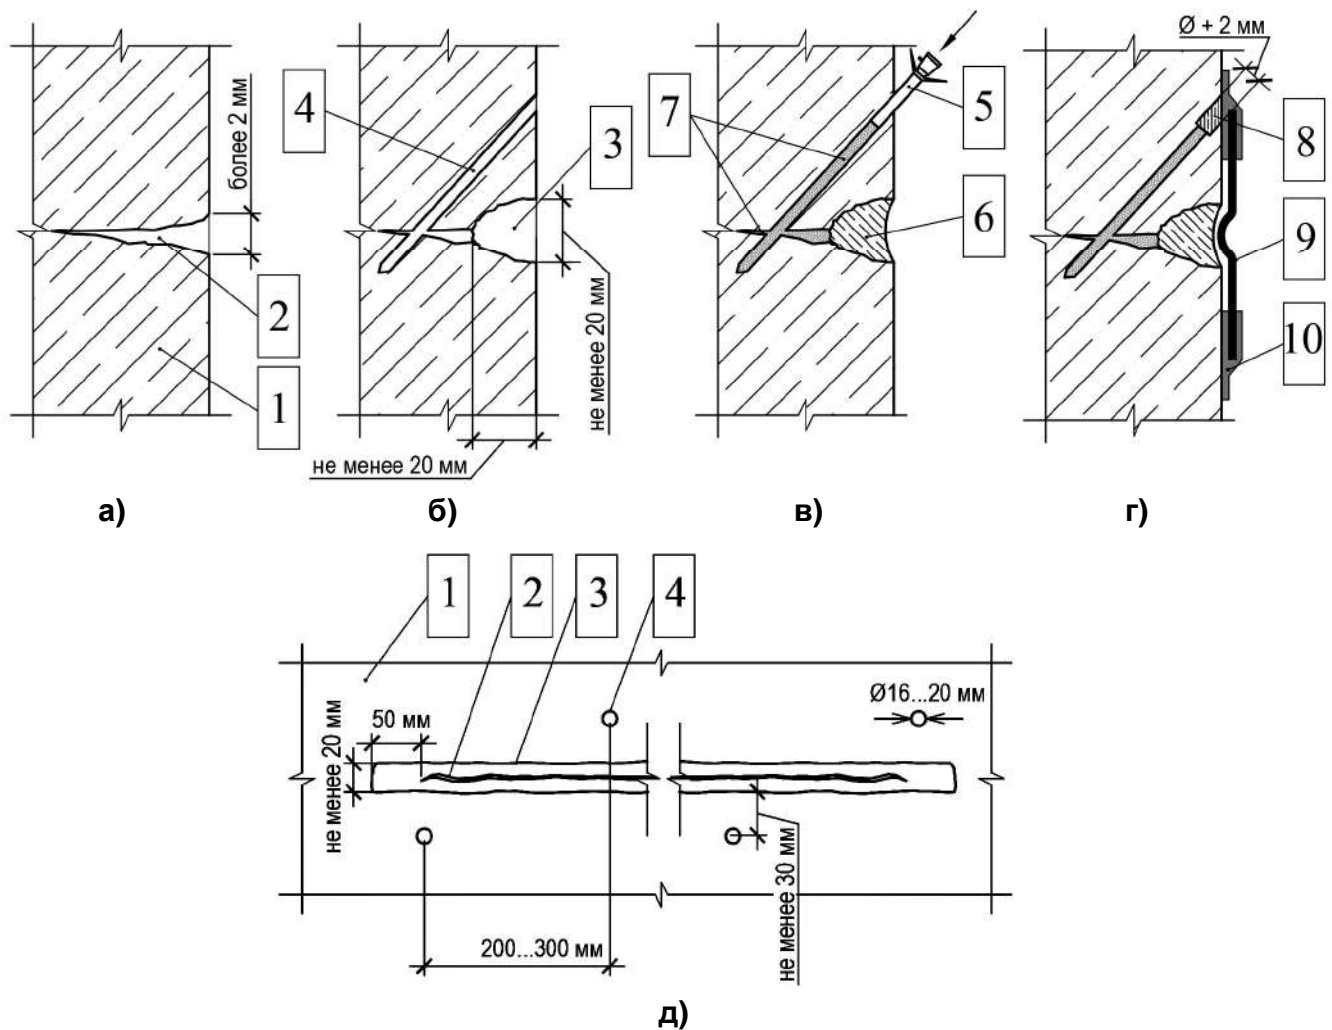 более 2 мм
2
1
а)
4
3
не менее 20 мм
не менее 20 мм
б)
7
5
6
в)
Ø + 2 мм
8
9
10
г)
1
2
3
4
Ø16...20 мм
50 мм
не менее 20 мм
не менее 30 мм
200...300 мм
д)